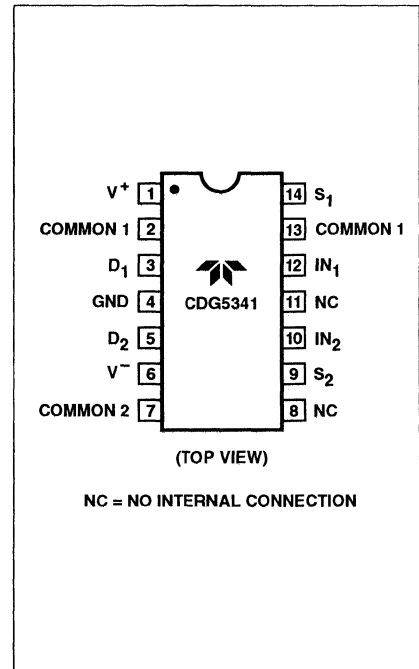 V+ 1 14 S1
COMMON 1 2 13 COMMON 1
D1 3 12 IN1
GND 4 CDG5341 11 NC
D2 5 10 IN2
V− 6 9 S2
COMMON 2 7 8 NC
(TOP VIEW)
NC = NO INTERNAL CONNECTION